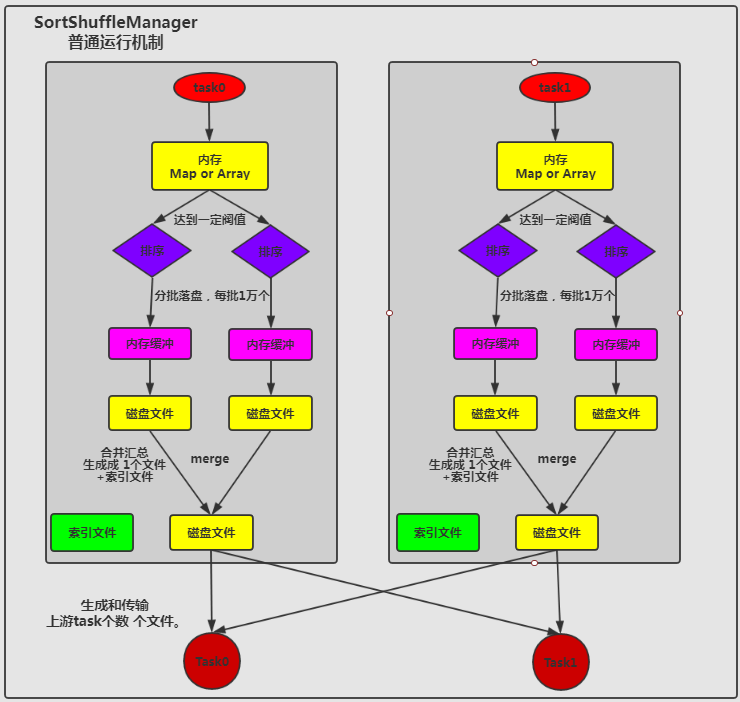 SortShuffleManager
普通运行机制
task0
内存
Map or Array
达到一定阀值
排序
排序
分批落盘，每批1万个
内存缓冲
内存缓冲
磁盘文件
磁盘文件
合并汇总
生成成 1个文件
+索引文件
merge
索引文件
磁盘文件
task1
内存
Map or Array
达到一定阀值
排序
排序
分批落盘，每批1万个
内存缓冲
内存缓冲
磁盘文件
磁盘文件
合并汇总
生成成 1个文件
+索引文件
merge
索引文件
磁盘文件
生成和传输
上游task个数 个文件。
Task0
Task1